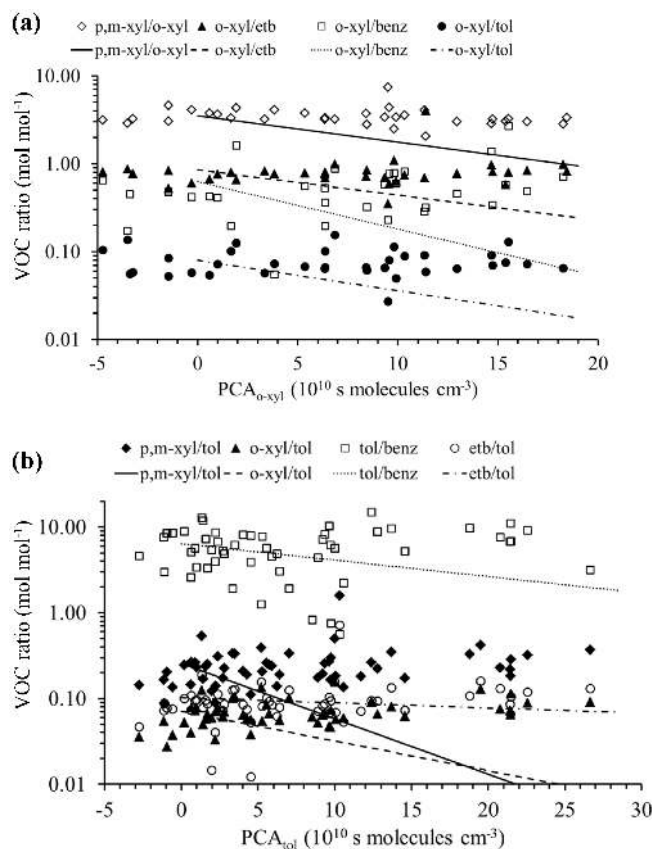 (a)
p,m-xyl/o-xyl o-xyl/etb o-xyl/benz o-xyl/tol
p,m-xyl/o-xyl o-xyl/etb o-xyl/benz o-xyl/tol
10.00
1.00
0.10
0.01
VOC ratio (mol mol⁻¹)
-5 0 5 10 15 20
PCAo-xyl (10¹⁰ s molecules cm⁻³)
(b)
p,m-xyl/tol o-xyl/tol tol/benz etb/tol
p,m-xyl/tol o-xyl/tol tol/benz etb/tol
10.00
1.00
0.10
0.01
VOC ratio (mol mol⁻¹)
-5 0 5 10 15 20 25 30
PCAtol (10¹⁰ s molecules cm⁻³)